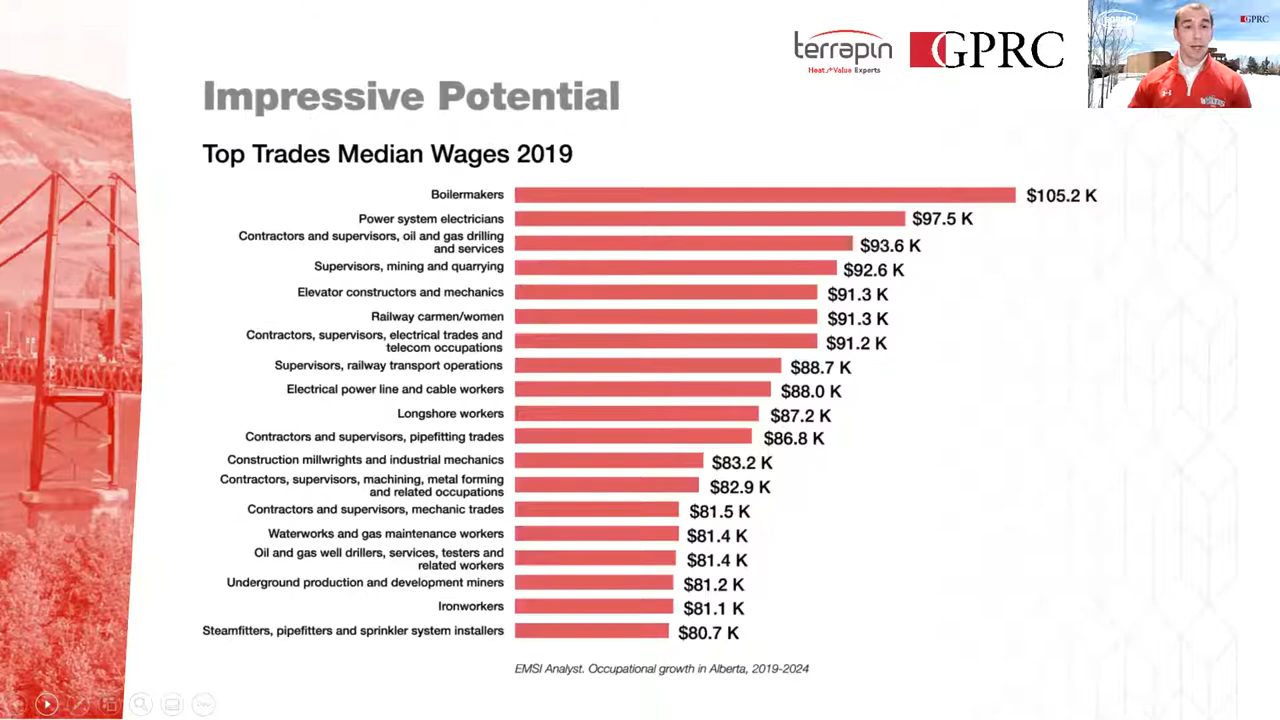 terrapin
Heat/+Value Experts
GPRC
GPRC
Impressive Potential
Top Trades Median Wages 2019
Boilermakers $105.2 K
Power system electricians $97.5 K
Contractors and supervisors, oil and gas drilling
and services $93.6 K
Supervisors, mining and quarrying $92.6 K
Elevator constructors and mechanics $91.3 K
Railway carmen/women $91.3 K
Contractors, supervisors, electrical trades and
telecom occupations $91.2 K
Supervisors, railway transport operations $88.7 K
Electrical power line and cable workers $88.0 K
Longshore workers $87.2 K
Contractors and supervisors, pipefitting trades $86.8 K
Construction millwrights and industrial mechanics $83.2 K
Contractors, supervisors, machining, metal forming
and related occupations $82.9 K
Contractors and supervisors, mechanic trades $81.5 K
Waterworks and gas maintenance workers $81.4 K
Oil and gas well drillers, services, testers and
related workers $81.4 K
Underground production and development miners $81.2 K
Ironworkers $81.1 K
Steamfitters, pipefitters and sprinkler system installers $80.7 K
EMSI Analyst. Occupational growth in Alberta, 2019-2024